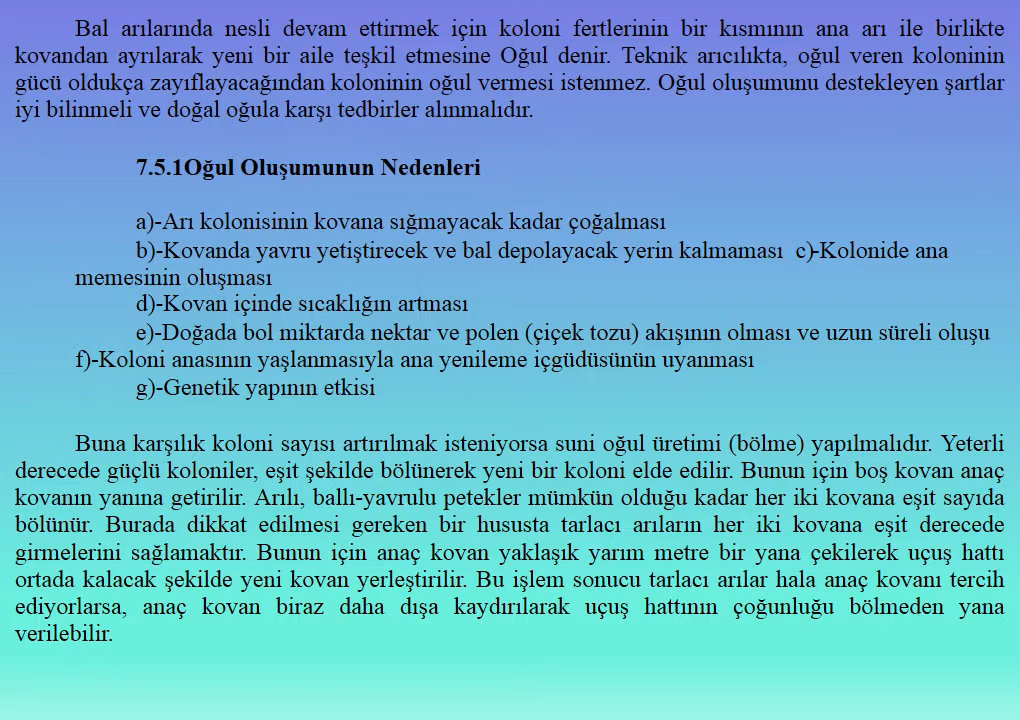 Bal arılarında nesli devam ettirmek için koloni fertlerinin bir kısmının ana arı ile birlikte
kovandan ayrılarak yeni bir aile teşkil etmesine Oğul denir. Teknik arıcılıkta, oğul veren koloninin
gücü oldukça zayıflayacağından koloninin oğul vermesi istenmez. Oğul oluşumunu destekleyen şartlar
iyi bilinmeli ve doğal oğula karşı tedbirler alınmalıdır.
7.5.1Oğul Oluşumunun Nedenleri
a)-Arı kolonisinin kovana sığmayacak kadar çoğalması
b)-Kovanda yavru yetiştirecek ve bal depolayacak yerin kalmaması c)-Kolonide ana
memesinin oluşması
d)-Kovan içinde sıcaklığın artması
e)-Doğada bol miktarda nektar ve polen (çiçek tozu) akışının olması ve uzun süreli oluşu
f)-Koloni anasının yaşlanmasıyla ana yenileme içgüdüsünün uyanması
g)-Genetik yapının etkisi
Buna karşılık koloni sayısı artırılmak isteniyorsa suni oğul üretimi (bölme) yapılmalıdır. Yeterli
derecede güçlü koloniler, eşit şekilde bölünerek yeni bir koloni elde edilir. Bunun için boş kovan anaç
kovanın yanına getirilir. Arılı, ballı-yavrulu petekler mümkün olduğu kadar her iki kovana eşit sayıda
bölünür. Burada dikkat edilmesi gereken bir hususta tarlacı arıların her iki kovana eşit derecede
girmelerini sağlamaktır. Bunun için anaç kovan yaklaşık yarım metre bir yana çekilerek uçuş hattı
ortada kalacak şekilde yeni kovan yerleştirilir. Bu işlem sonucu tarlacı arılar hala anaç kovanı tercih
ediyorlarsa, anaç kovan biraz daha dışa kaydırılarak uçuş hattının çoğunluğu bölmeden yana
verilebilir.